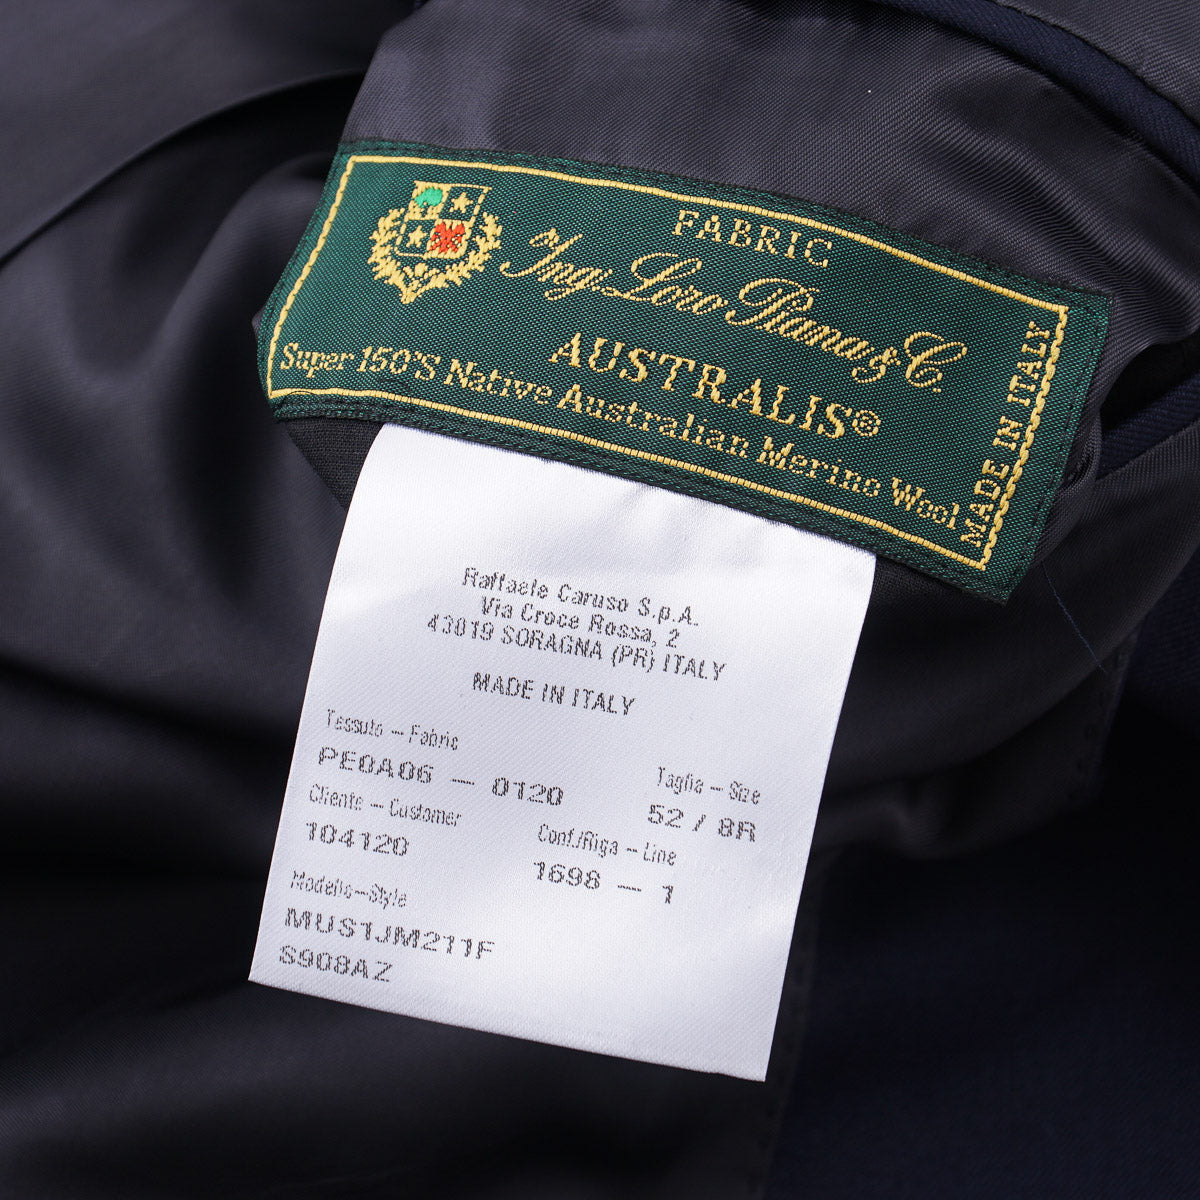 FABRIC
Ing. Loro Piana & C.
AUSTRALIS®
Super 150'S Native Australian Merino Wool
MADE IN ITALY
Raffaele Caruso S.p.A.
Via Croce Rossa, 2
43019 SORAGNA (PR) ITALY
MADE IN ITALY
Tessuto – Fabric
PE0A06 – 0120
Taglia – Size
52 / 8R
Cliente – Customer
104120
Conf./Riga – Line
1698 – 1
Modello–Style
MUS1JM211F
S908AZ